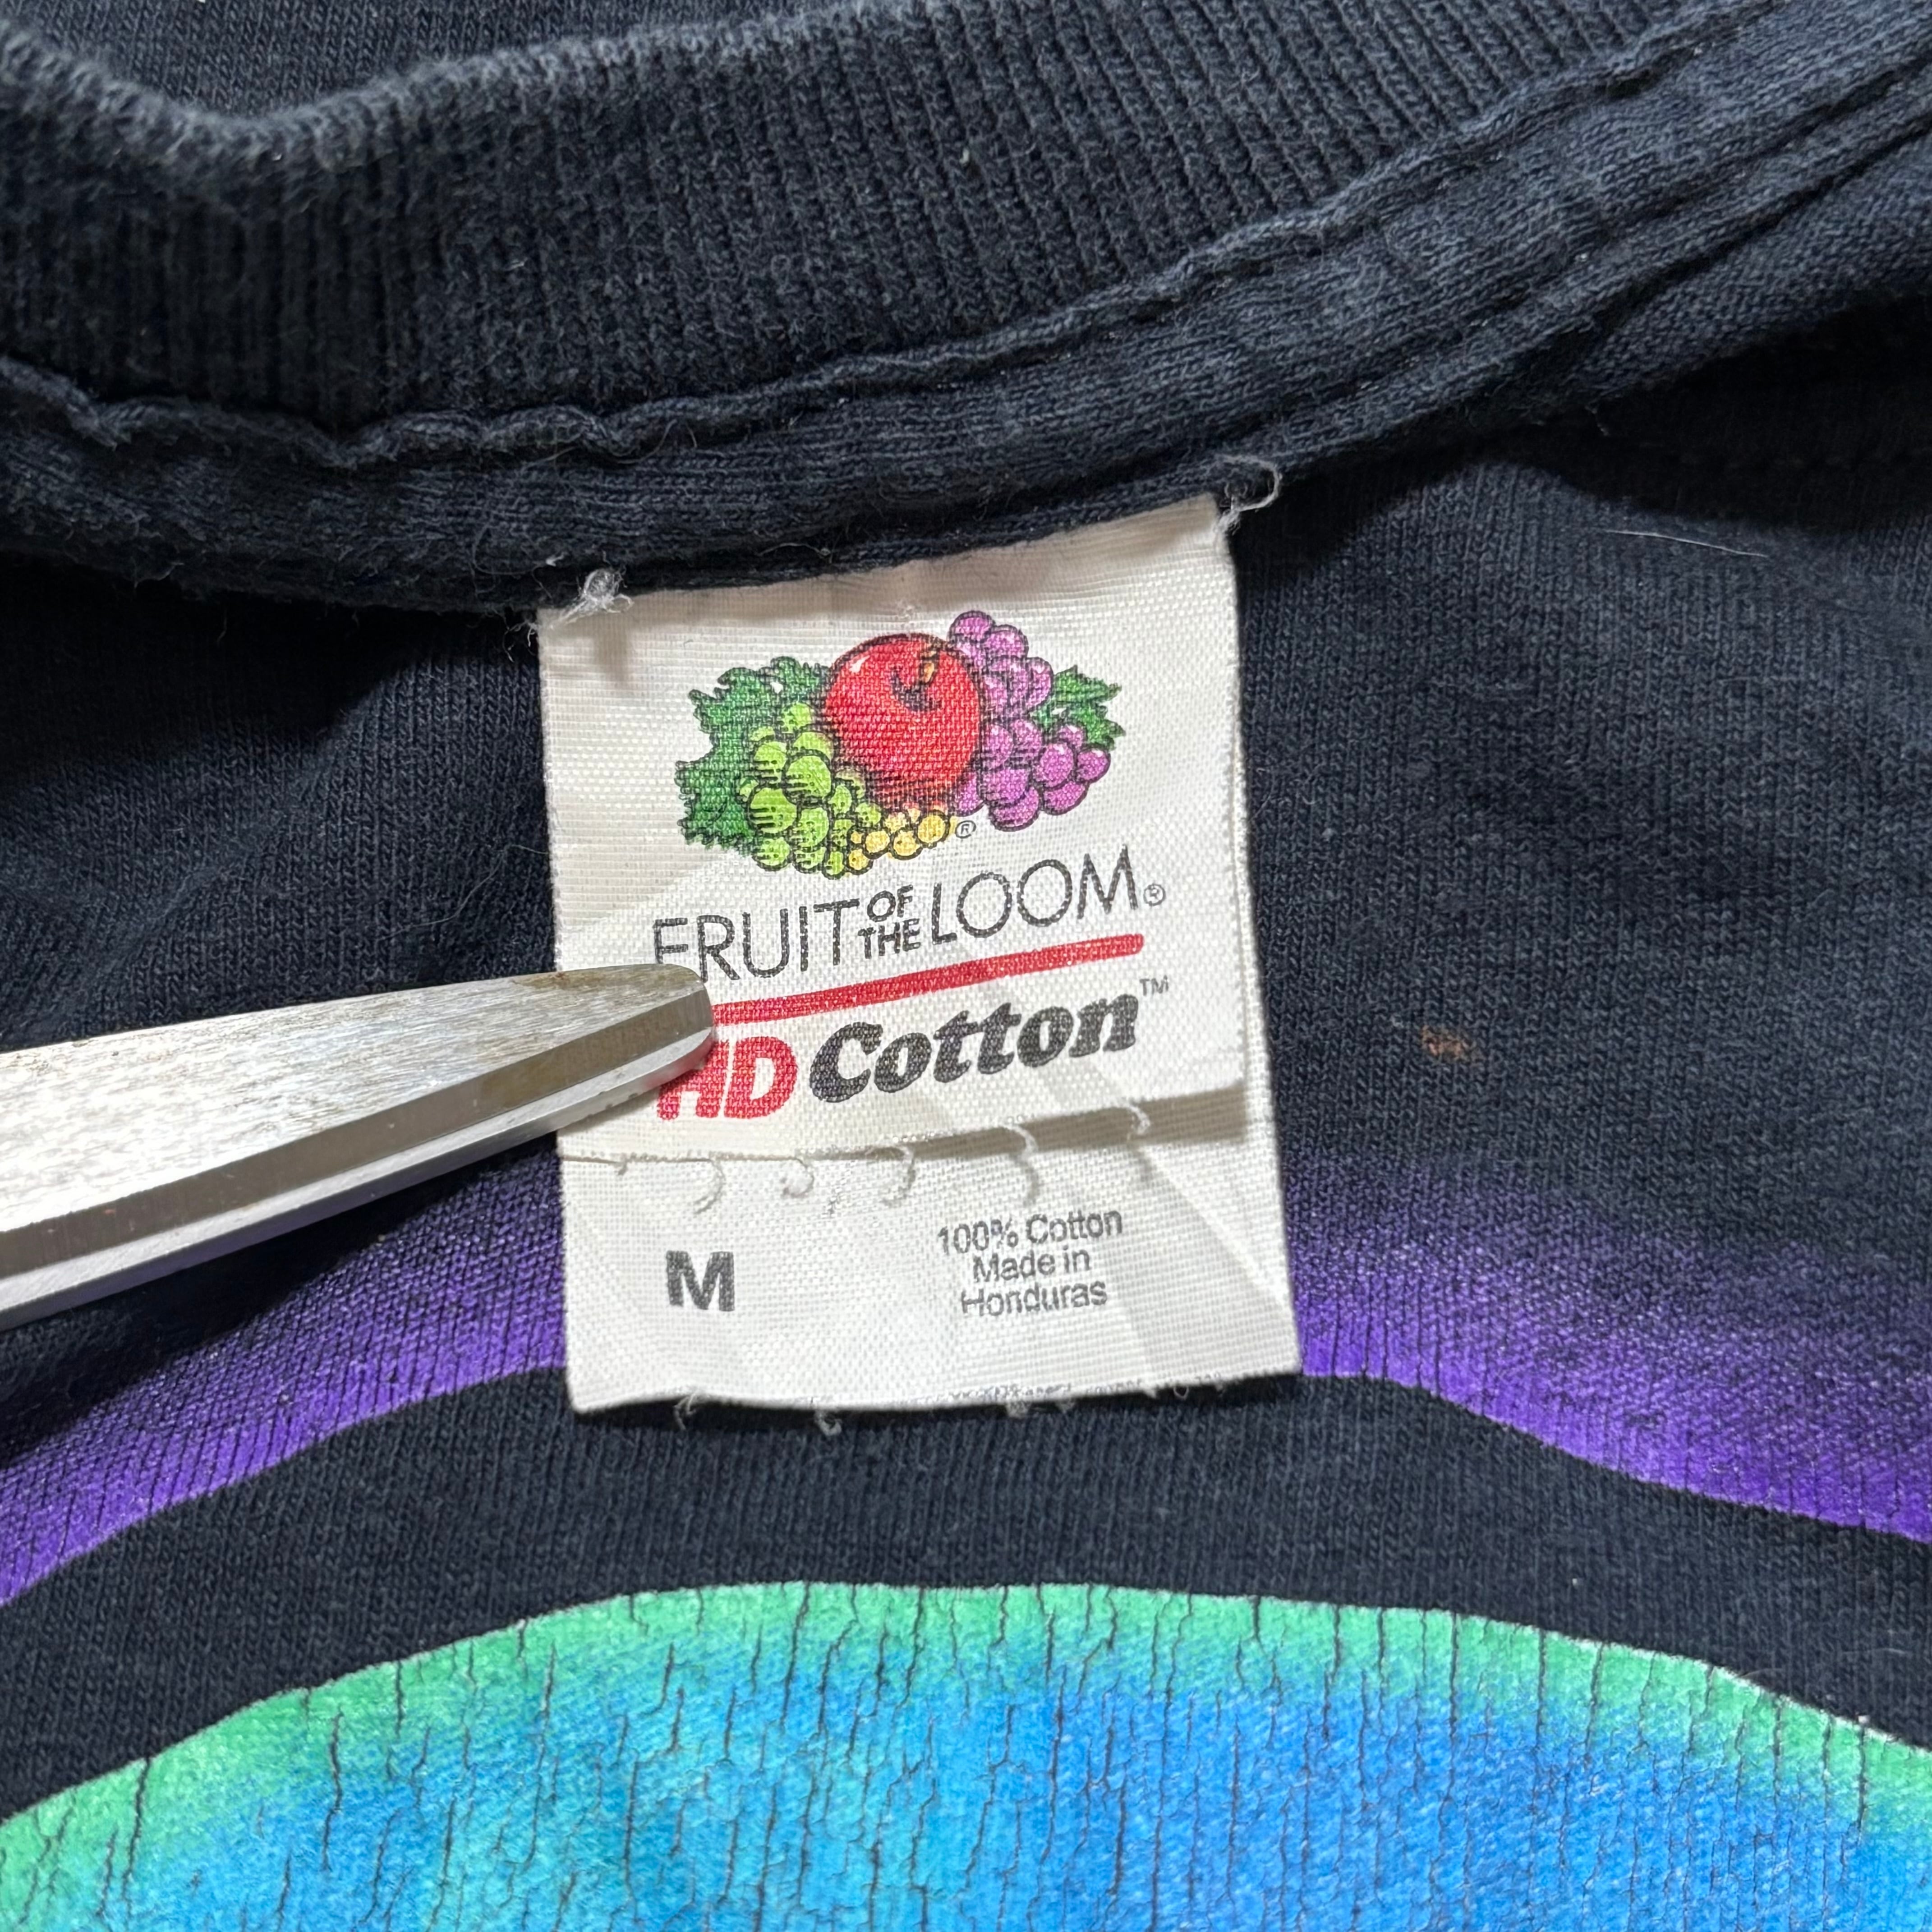 ®
FRUIT OF THE LOOM®
HD Cotton™
M
100% Cotton
Made in
Honduras